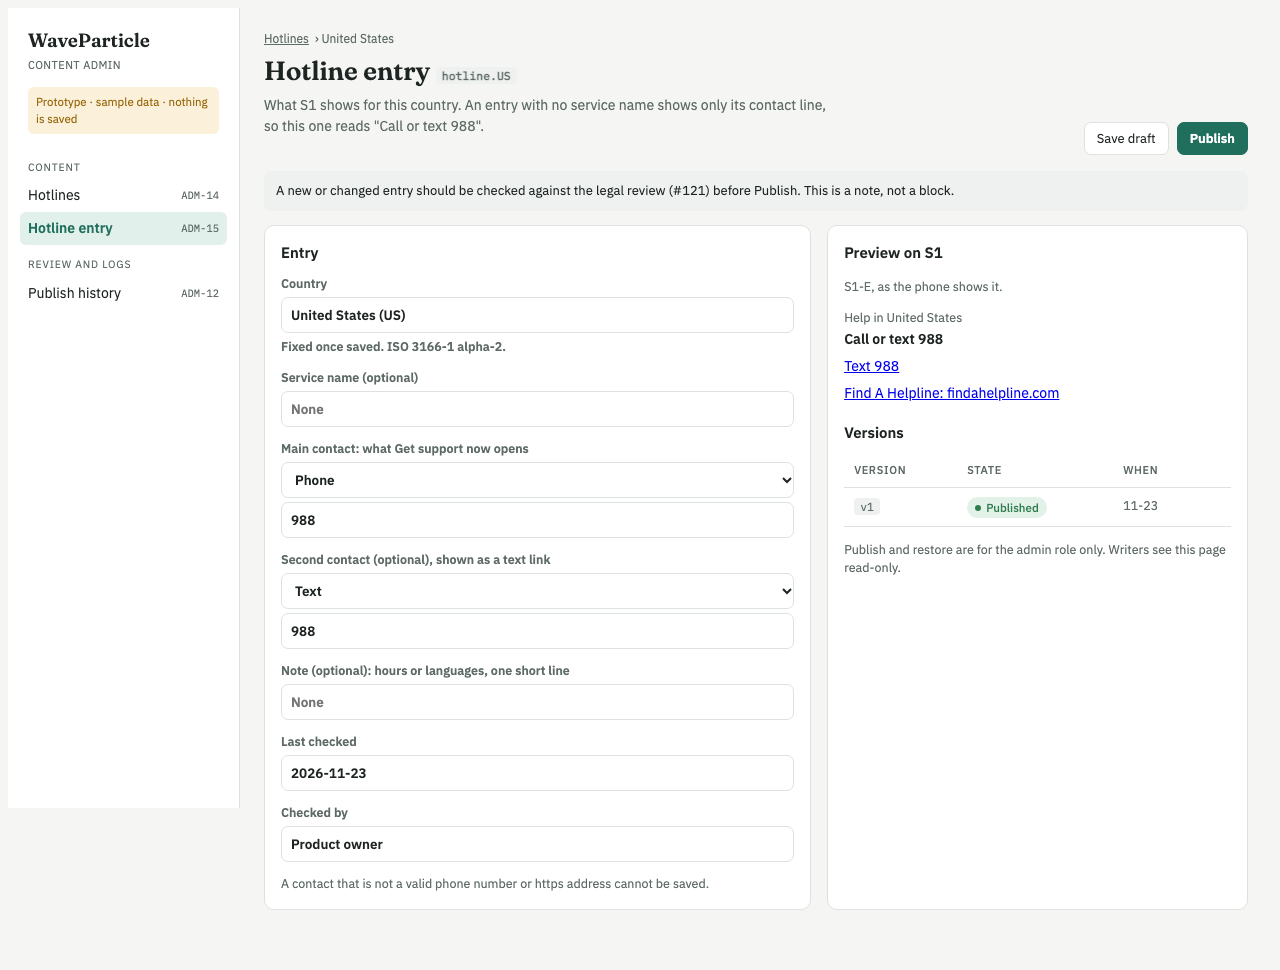 WaveParticle
CONTENT ADMIN
Prototype · sample data · nothing
is saved
CONTENT
Hotlines ADM-14
Hotline entry ADM-15
REVIEW AND LOGS
Publish history ADM-12
Hotlines › United States
Hotline entry hotline.US
What S1 shows for this country. An entry with no service name shows only its contact line,
so this one reads "Call or text 988".
Save draft Publish
A new or changed entry should be checked against the legal review (#121) before Publish. This is a note, not a block.
Entry
Country
United States (US)
Fixed once saved. ISO 3166-1 alpha-2.
Service name (optional)
None
Main contact: what Get support now opens
Phone
988
Second contact (optional), shown as a text link
Text
988
Note (optional): hours or languages, one short line
None
Last checked
2026-11-23
Checked by
Product owner
A contact that is not a valid phone number or https address cannot be saved.
Preview on S1
S1-E, as the phone shows it.
Help in United States
Call or text 988
Text 988
Find A Helpline: findahelpline.com
Versions
VERSION STATE WHEN
v1 Published 11-23
Publish and restore are for the admin role only. Writers see this page
read-only.